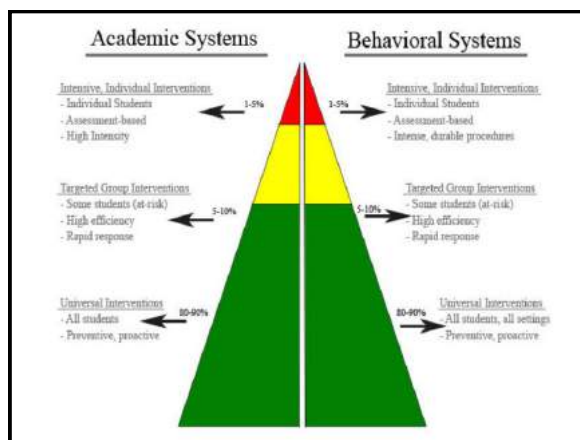 Academic Systems
Intensive, Individual Interventions
- Individual Students
- Assessment-based
- High Intensity
1-5%
Targeted Group Interventions
- Some students (at-risk)
- High efficiency
- Rapid response
5-10%
Universal Interventions
- All students
- Preventive, proactive
80-90%
Behavioral Systems
Intensive, Individual Interventions
- Individual Students
- Assessment-based
- Intense, durable procedures
1-5%
Targeted Group Interventions
- Some students (at-risk)
- High efficiency
- Rapid response
5-10%
Universal Interventions
- All students, all settings
- Preventive, proactive
80-90%